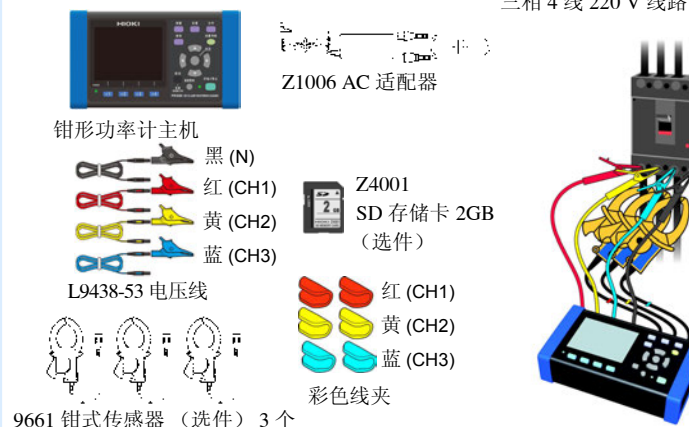 三相 4 线 220 V 线路
HIOKI
Z1006 AC 适配器
钳形功率计主机
黑 (N)
红 (CH1)
黄 (CH2)
蓝 (CH3)
L9438-53 电压线
Z4001
SD 存储卡 2GB
（选件）
红 (CH1)
黄 (CH2)
蓝 (CH3)
彩色线夹
9661 钳式传感器 （选件） 3 个